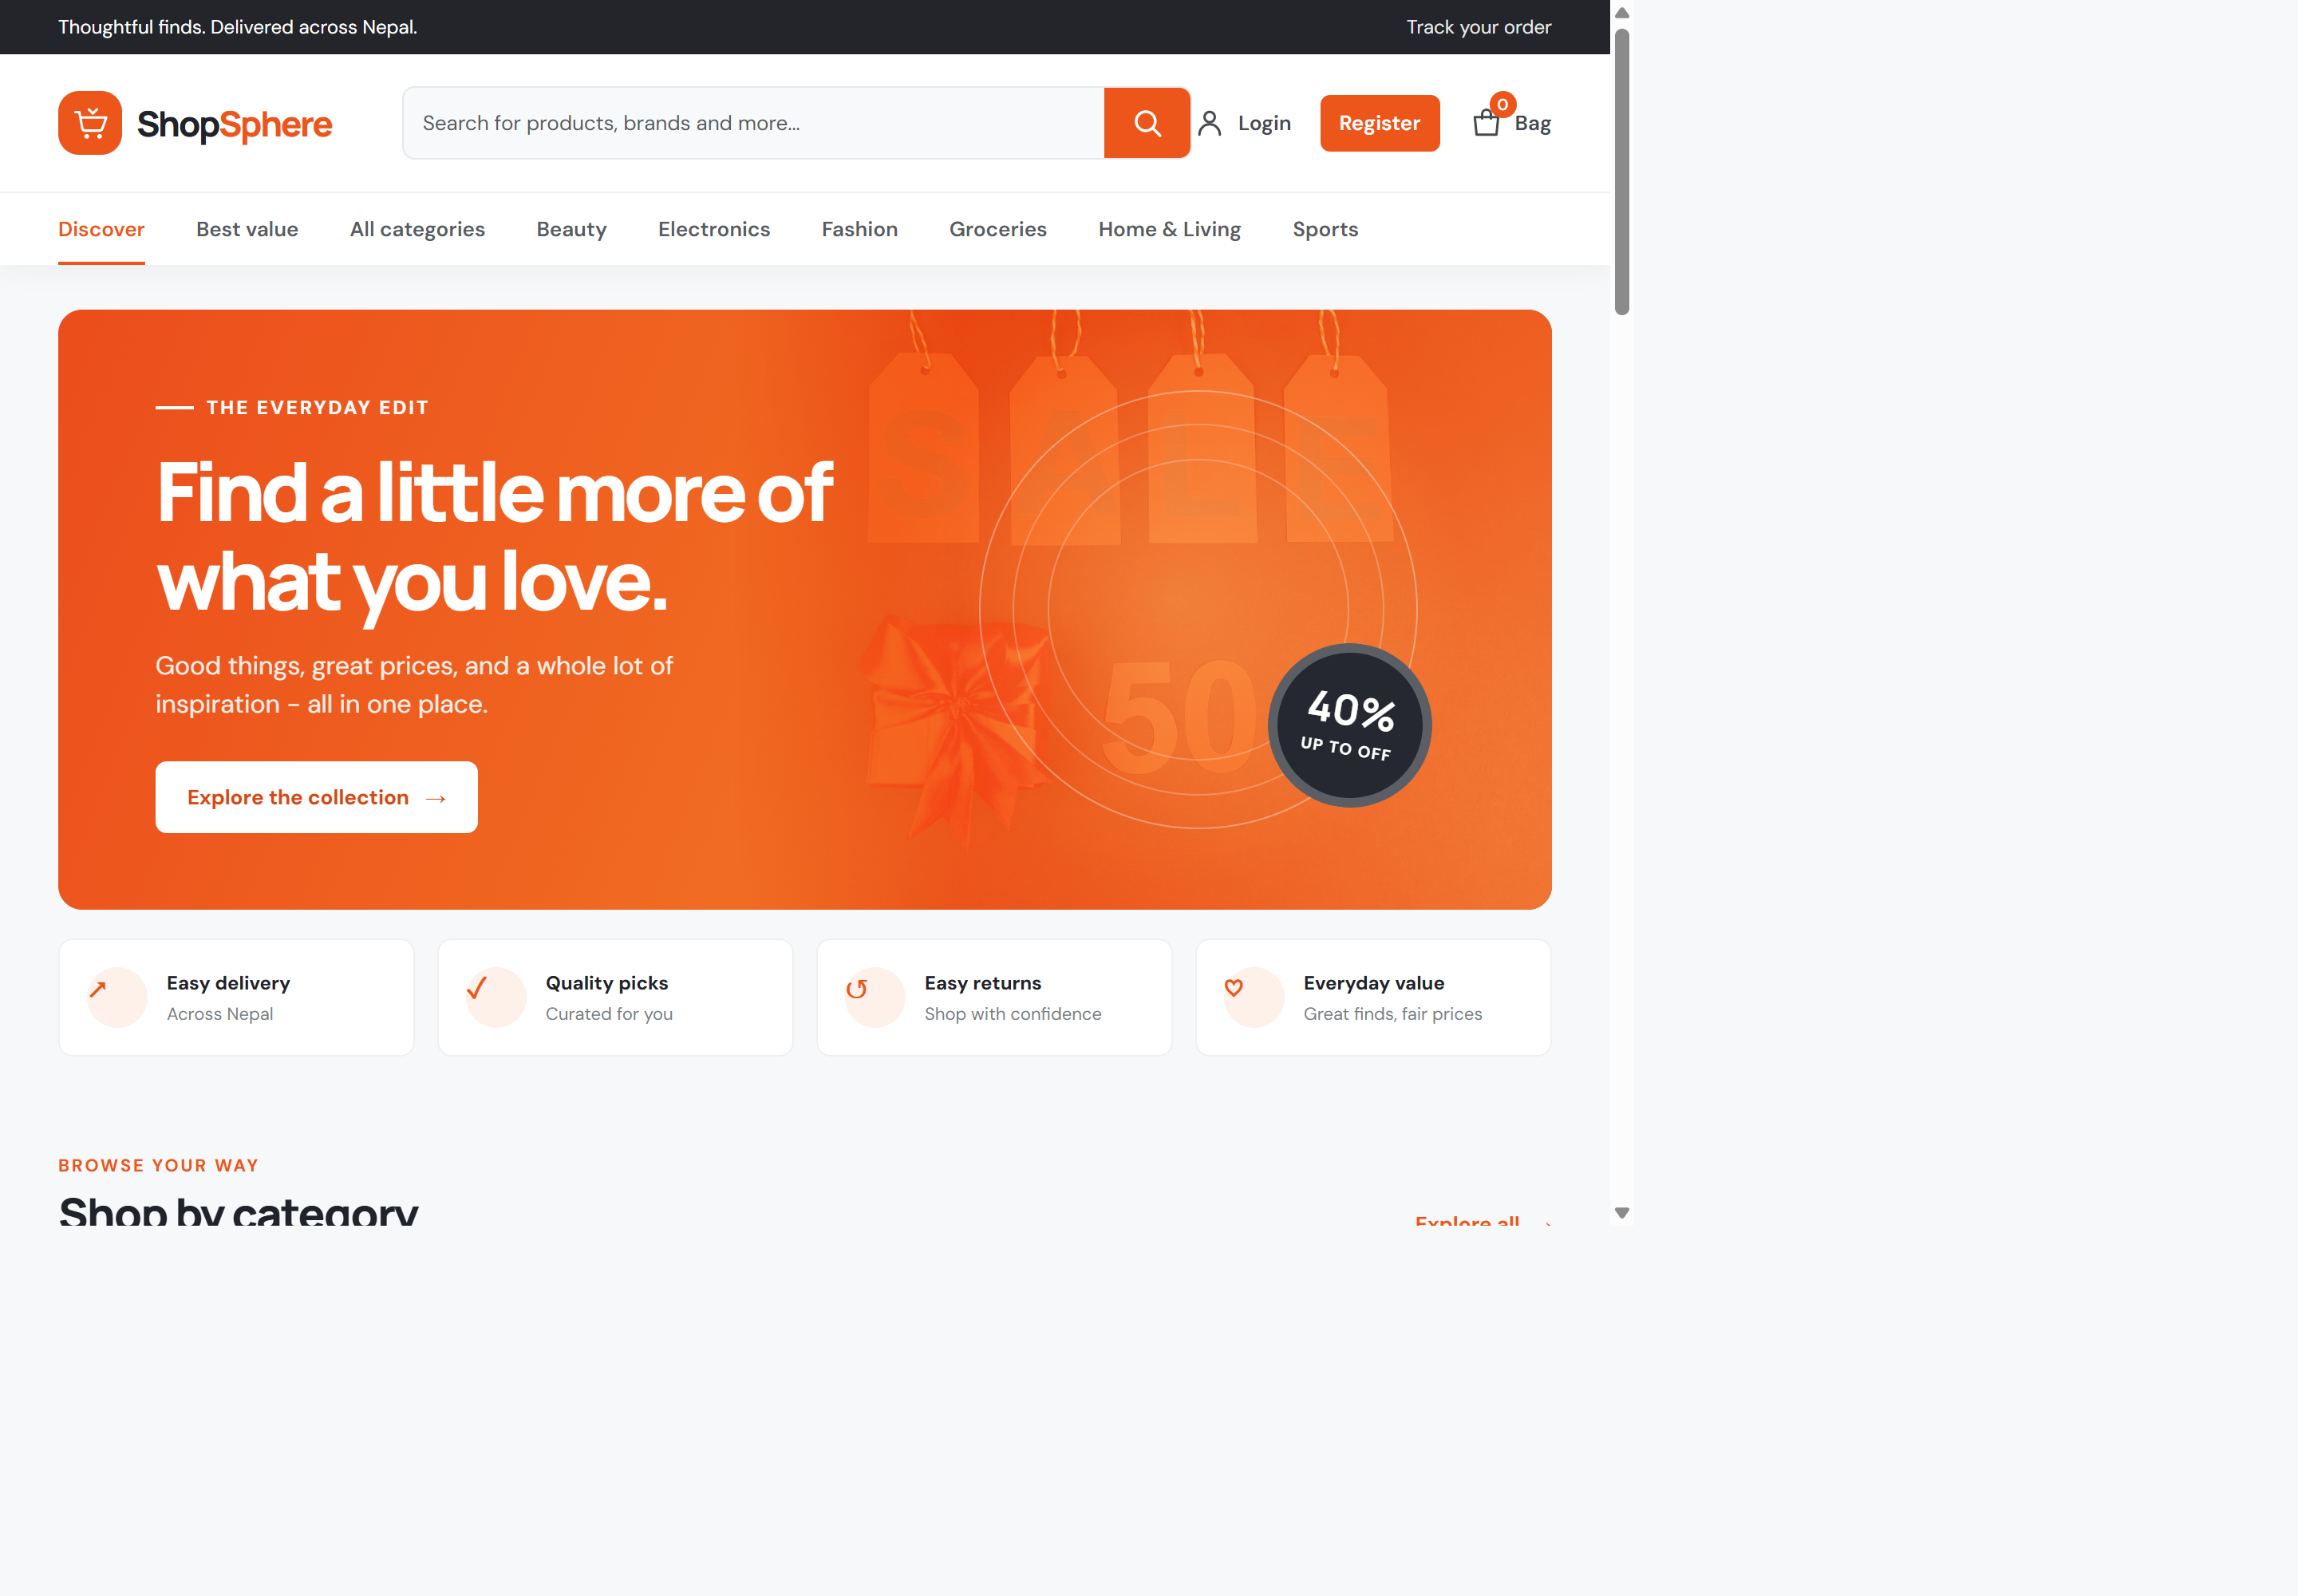 Thoughtful finds. Delivered across Nepal.
Track your order
ShopSphere
Search for products, brands and more...
Login
Register
0
Bag
Discover
Best value
All categories
Beauty
Electronics
Fashion
Groceries
Home & Living
Sports
THE EVERYDAY EDIT
Find a little more of
what you love.
Good things, great prices, and a whole lot of
inspiration – all in one place.
Explore the collection →
SALE
50
40%
UP TO OFF
Easy delivery
Across Nepal
Quality picks
Curated for you
Easy returns
Shop with confidence
Everyday value
Great finds, fair prices
BROWSE YOUR WAY
Shop by category
Explore all →